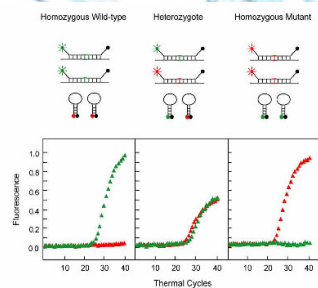 Homozygous Wild-type
Heterozygote
Homozygous Mutant
Fluorescence
1.0
0.8
0.6
0.4
0.2
0.0
10 20 30 40
10 20 30 40
10 20 30 40
Thermal Cycles